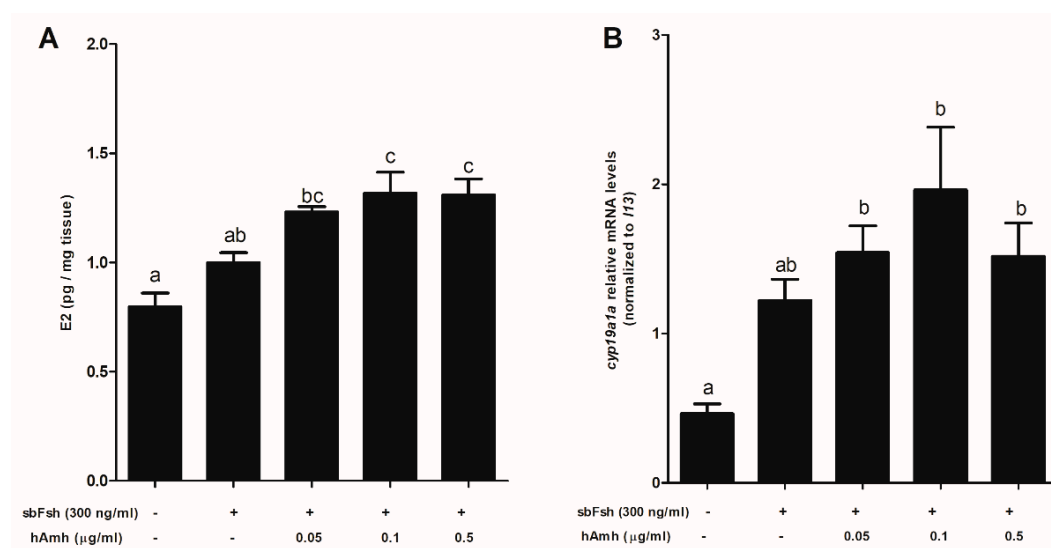 A
2.0
1.5
1.0
0.5
0.0
E2 (pg / mg tissue)
a
ab
bc
c
c
sbFsh (300 ng/ml) - + + + +
hAmh (μg/ml) - - 0.05 0.1 0.5
B
3
2
1
0
cyp19a1a relative mRNA levels
(normalized to l13)
a
ab
b
b
b
sbFsh (300 ng/ml) - + + + +
hAmh (μg/ml) - - 0.05 0.1 0.5